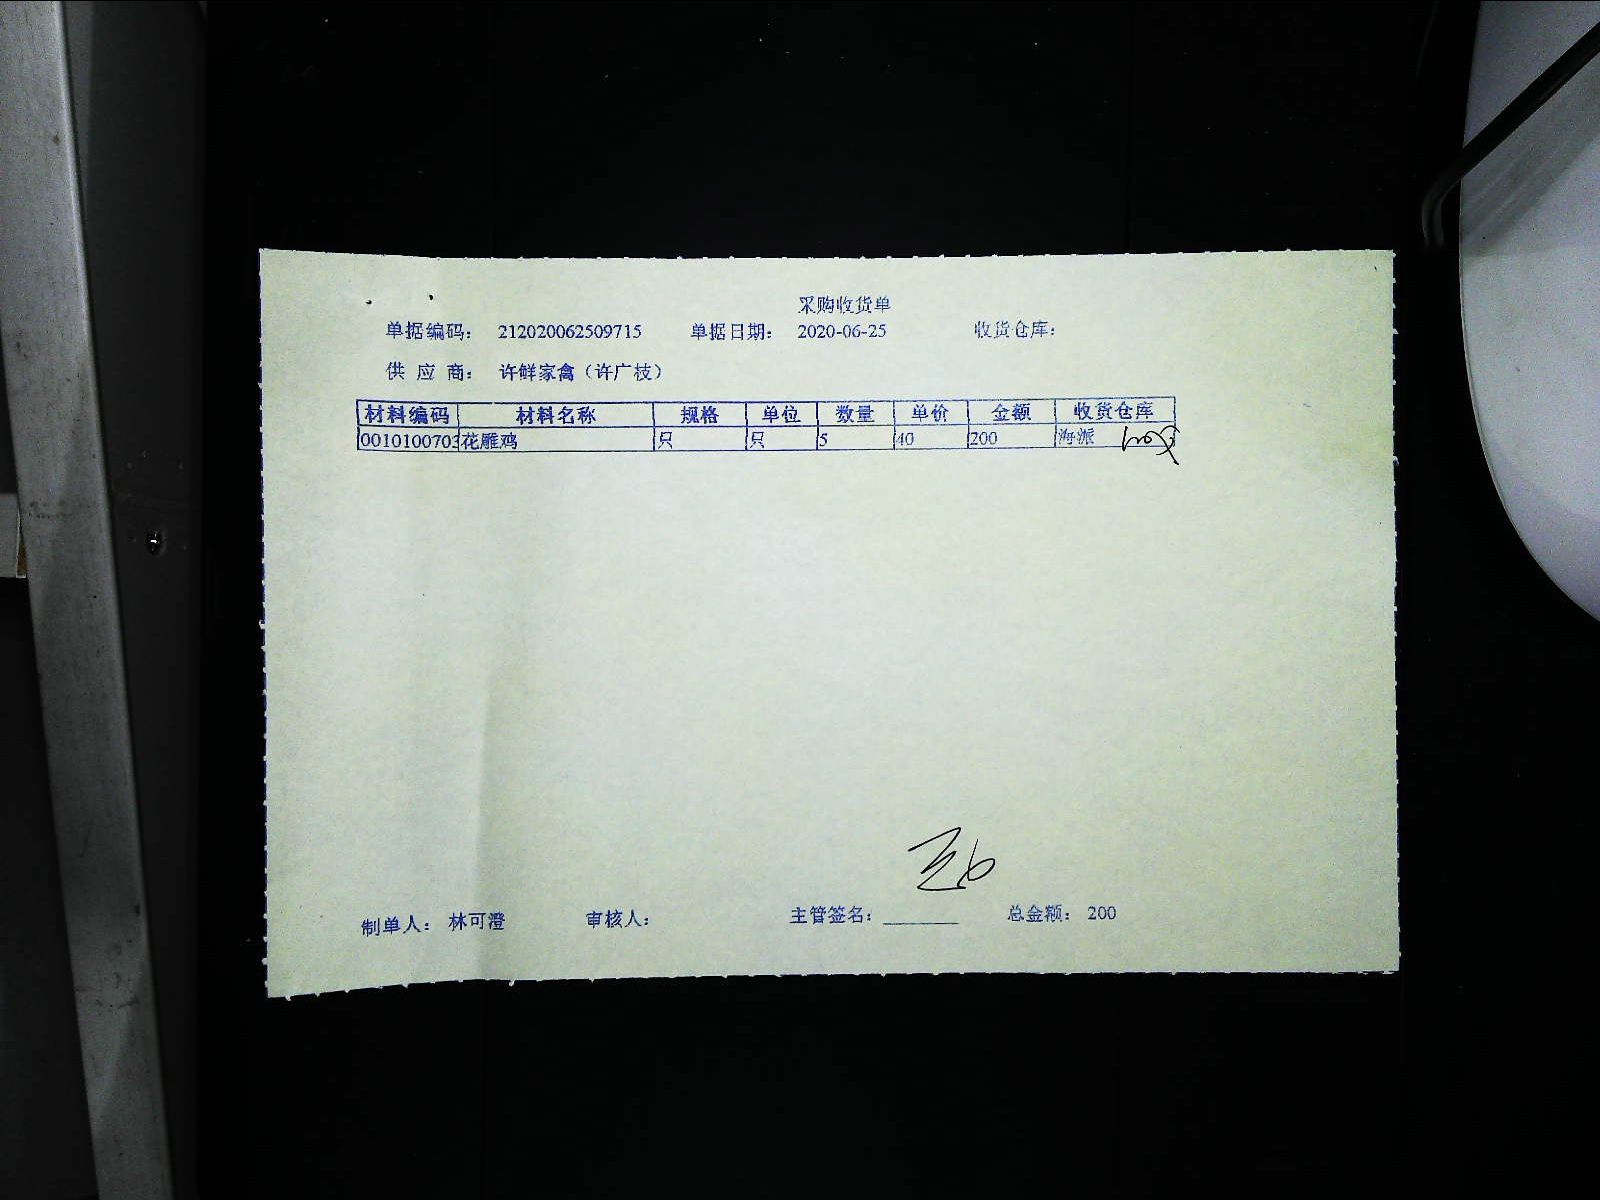 采购收货单
单据编码： 212020062509715 单据日期： 2020-06-25 收货仓库：
供 应 商： 许鲜家禽（许广枝）
材料编码 材料名称 规格 单位 数量 单价 金额 收货仓库
0010100703 花雕鸡 只 只 5 40 200 海派
制单人： 林可澄 审核人： 主管签名： 总金额： 200